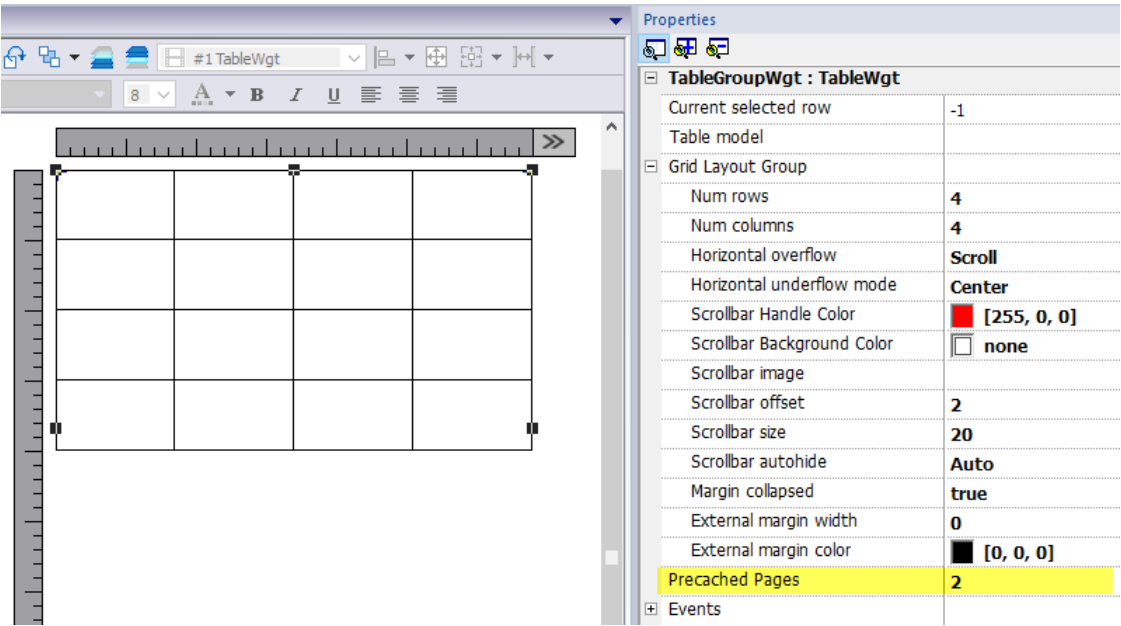 Properties
#1 TableWgt
8
A B I U
TableGroupWgt : TableWgt
Current selected row -1
Table model
Grid Layout Group
Num rows 4
Num columns 4
Horizontal overflow Scroll
Horizontal underflow mode Center
Scrollbar Handle Color [255, 0, 0]
Scrollbar Background Color none
Scrollbar image
Scrollbar offset 2
Scrollbar size 20
Scrollbar autohide Auto
Margin collapsed true
External margin width 0
External margin color [0, 0, 0]
Precached Pages 2
Events